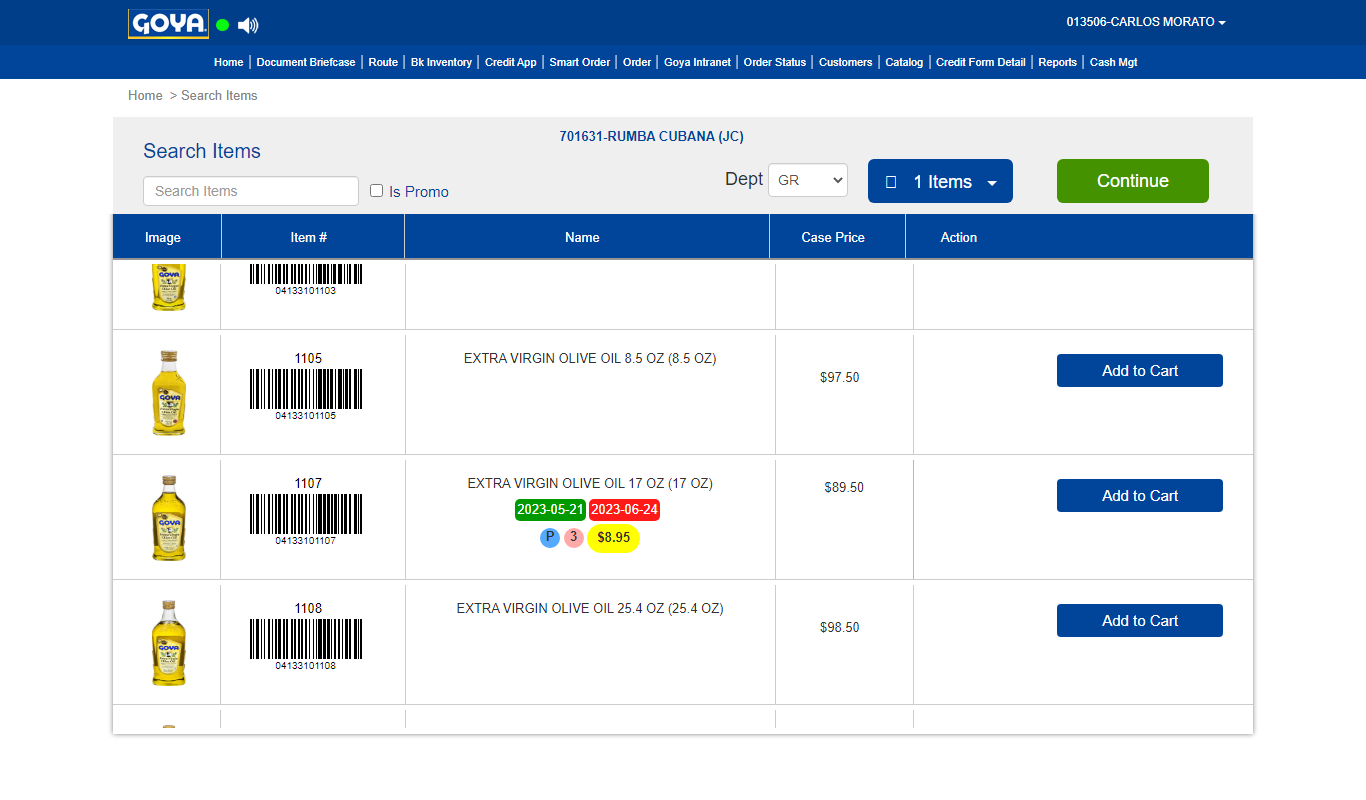 GOYA
013506-CARLOS MORATO
Home | Document Briefcase | Route | Bk Inventory | Credit App | Smart Order | Order | Goya Intranet | Order Status | Customers | Catalog | Credit Form Detail | Reports | Cash Mgt
Home > Search Items
701631-RUMBA CUBANA (JC)
Search Items
Search Items
Is Promo
Dept GR
1 Items
Continue
Image Item # Name Case Price Action
GOYA
04133101103
1105 EXTRA VIRGIN OLIVE OIL 8.5 OZ (8.5 OZ)
$97.50
Add to Cart
GOYA
04133101105
1107 EXTRA VIRGIN OLIVE OIL 17 OZ (17 OZ)
$89.50
Add to Cart
2023-05-21 2023-06-24
GOYA
P 3 $8.95
04133101107
1108 EXTRA VIRGIN OLIVE OIL 25.4 OZ (25.4 OZ)
$98.50
Add to Cart
GOYA
04133101108